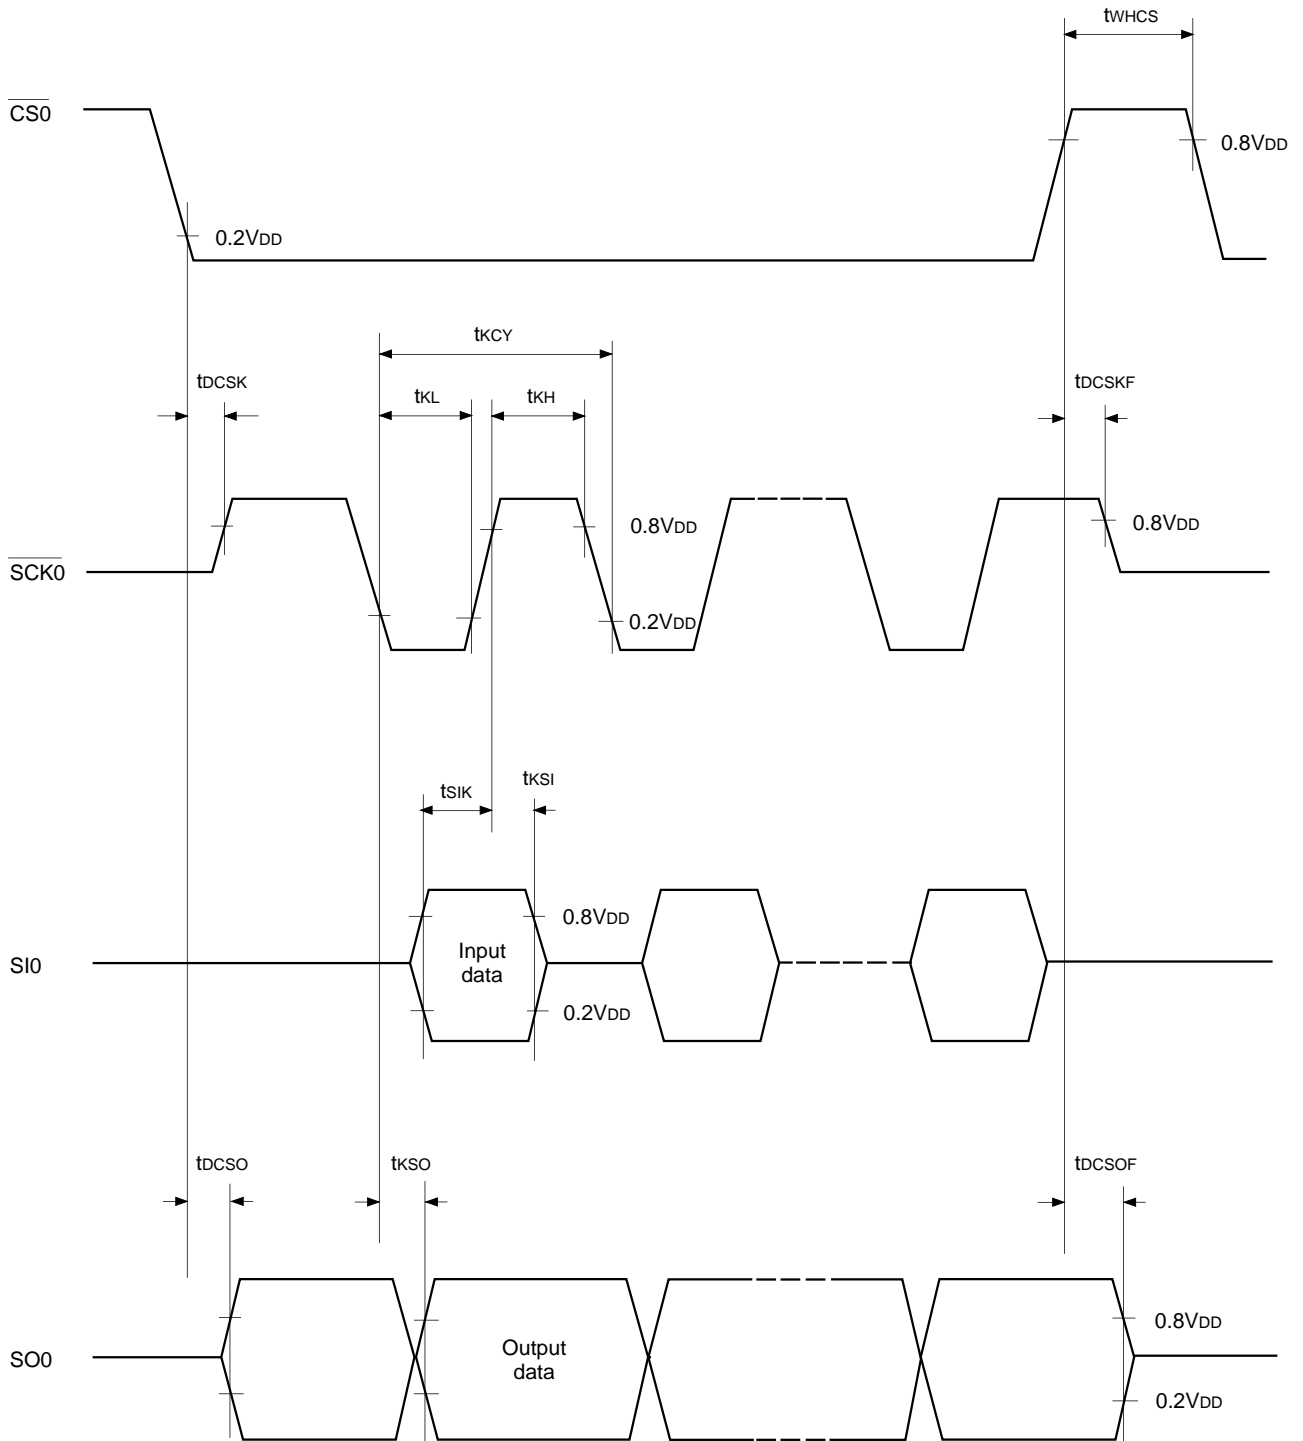 tWHCS
CS0
0.8VDD
0.2VDD
tKCY
tDCSK
tKL
tKH
tDCSKF
0.8VDD
0.8VDD
SCK0
0.2VDD
tSIK
tKSI
0.8VDD
Input
data
SI0
0.2VDD
tDCSO
tKSO
tDCSOF
0.8VDD
SO0
Output
data
0.2VDD